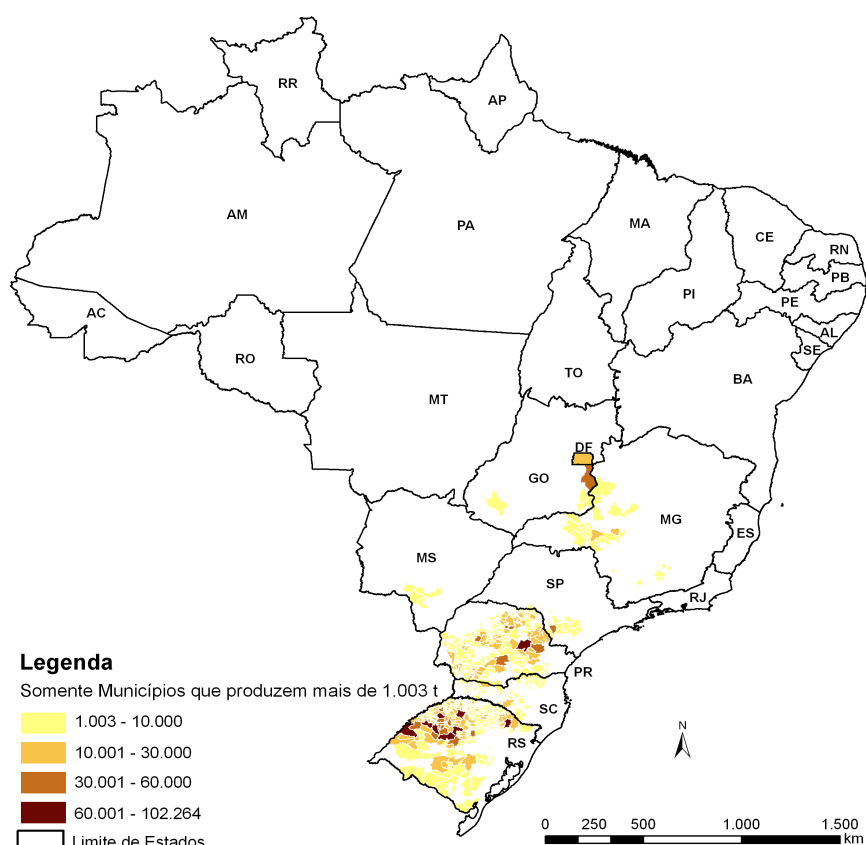 RR
AP
AM
PA
MA
CE
RN
PB
PI
PE
AC
AL
SE
RO
TO
BA
MT
DF
GO
MG
ES
MS
SP
RJ
PR
SC
RS
N
Legenda
Somente Municípios que produzem mais de 1.003 t
1.003 - 10.000
10.001 - 30.000
30.001 - 60.000
60.001 - 102.264
Limite de Estados
0 250 500 1.000 1.500
km